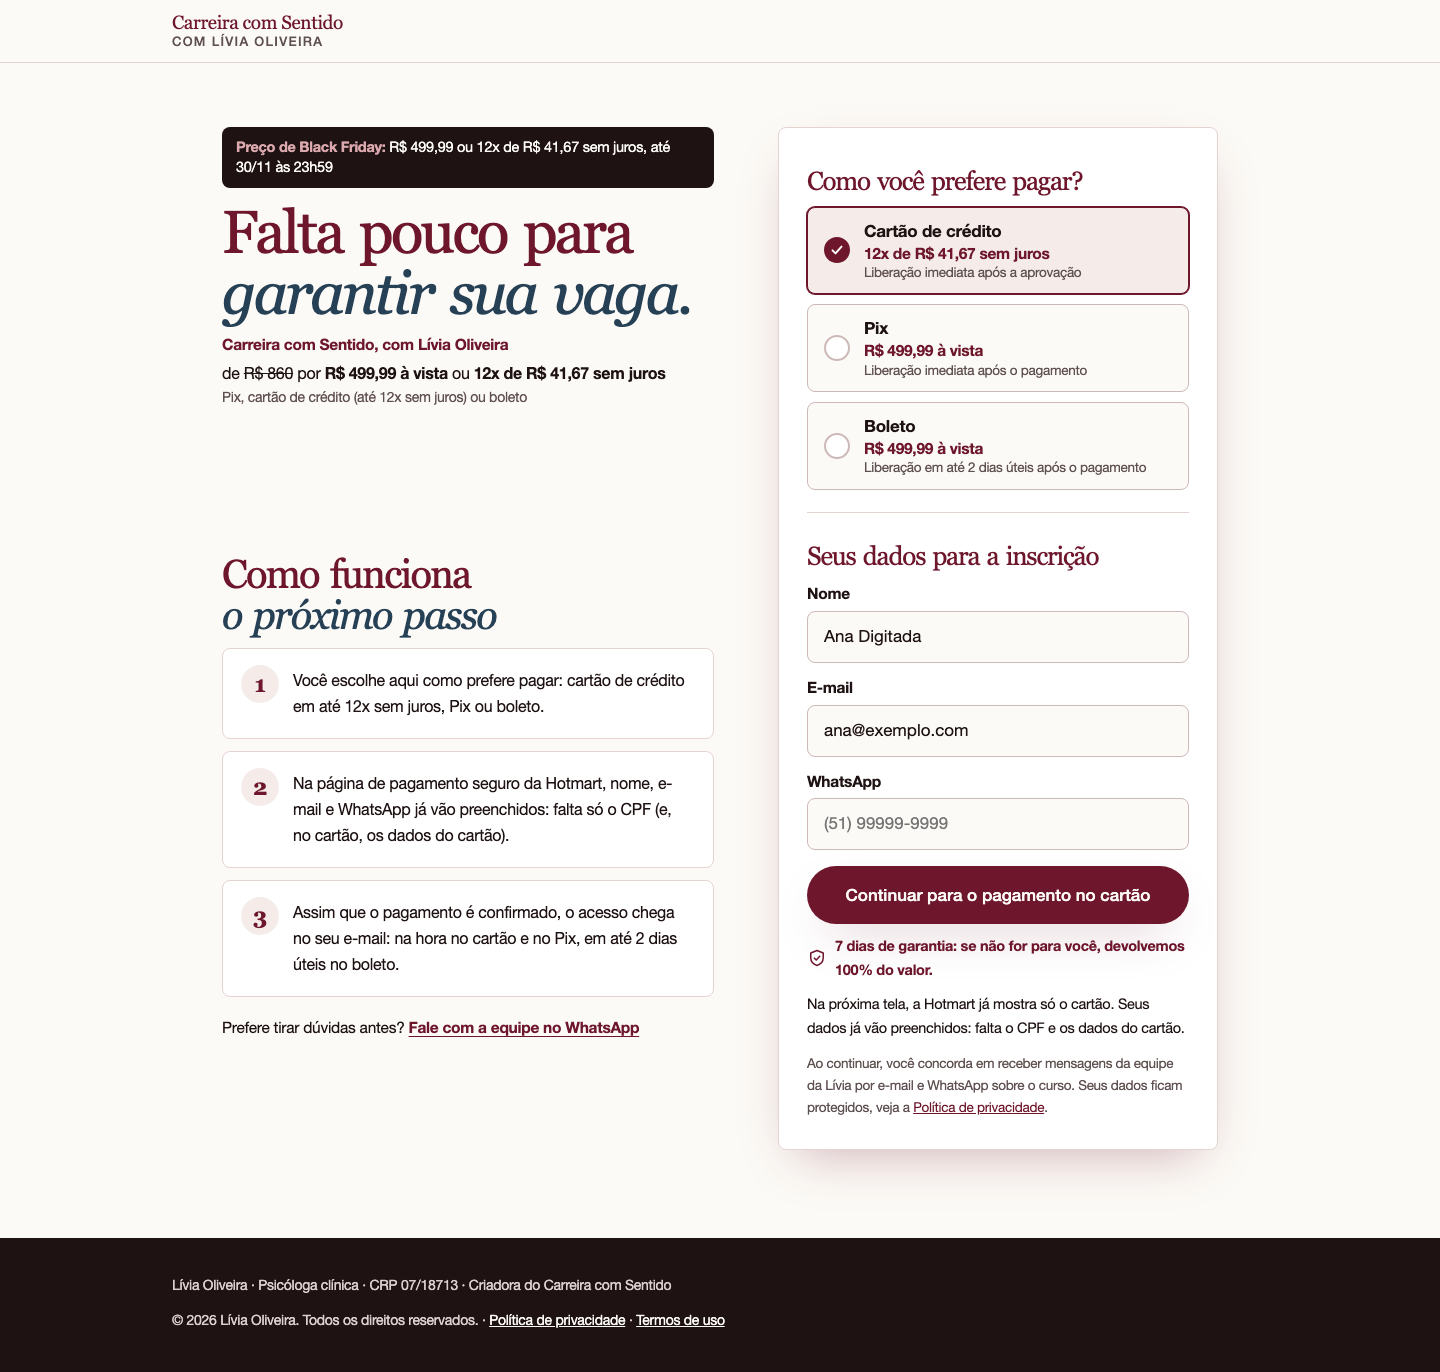 Carreira com Sentido
COM LÍVIA OLIVEIRA
Preço de Black Friday: R$ 499,99 ou 12x de R$ 41,67 sem juros, até
30/11 às 23h59
Falta pouco para
garantir sua vaga.
Carreira com Sentido, com Lívia Oliveira
de R$ 860 por R$ 499,99 à vista ou 12x de R$ 41,67 sem juros
Pix, cartão de crédito (até 12x sem juros) ou boleto
Como funciona
o próximo passo
1
Você escolhe aqui como prefere pagar: cartão de crédito
em até 12x sem juros, Pix ou boleto.
2
Na página de pagamento seguro da Hotmart, nome, e-
mail e WhatsApp já vão preenchidos: falta só o CPF (e,
no cartão, os dados do cartão).
3
Assim que o pagamento é confirmado, o acesso chega
no seu e-mail: na hora no cartão e no Pix, em até 2 dias
úteis no boleto.
Prefere tirar dúvidas antes? Fale com a equipe no WhatsApp
Como você prefere pagar?
Cartão de crédito
12x de R$ 41,67 sem juros
Liberação imediata após a aprovação
Pix
R$ 499,99 à vista
Liberação imediata após o pagamento
Boleto
R$ 499,99 à vista
Liberação em até 2 dias úteis após o pagamento
Seus dados para a inscrição
Nome
Ana Digitada
E-mail
ana@exemplo.com
WhatsApp
(51) 99999-9999
Continuar para o pagamento no cartão
7 dias de garantia: se não for para você, devolvemos
100% do valor.
Na próxima tela, a Hotmart já mostra só o cartão. Seus
dados já vão preenchidos: falta o CPF e os dados do cartão.
Ao continuar, você concorda em receber mensagens da equipe
da Lívia por e-mail e WhatsApp sobre o curso. Seus dados ficam
protegidos, veja a Política de privacidade.
Lívia Oliveira · Psicóloga clínica · CRP 07/18713 · Criadora do Carreira com Sentido
© 2026 Lívia Oliveira. Todos os direitos reservados. · Política de privacidade · Termos de uso